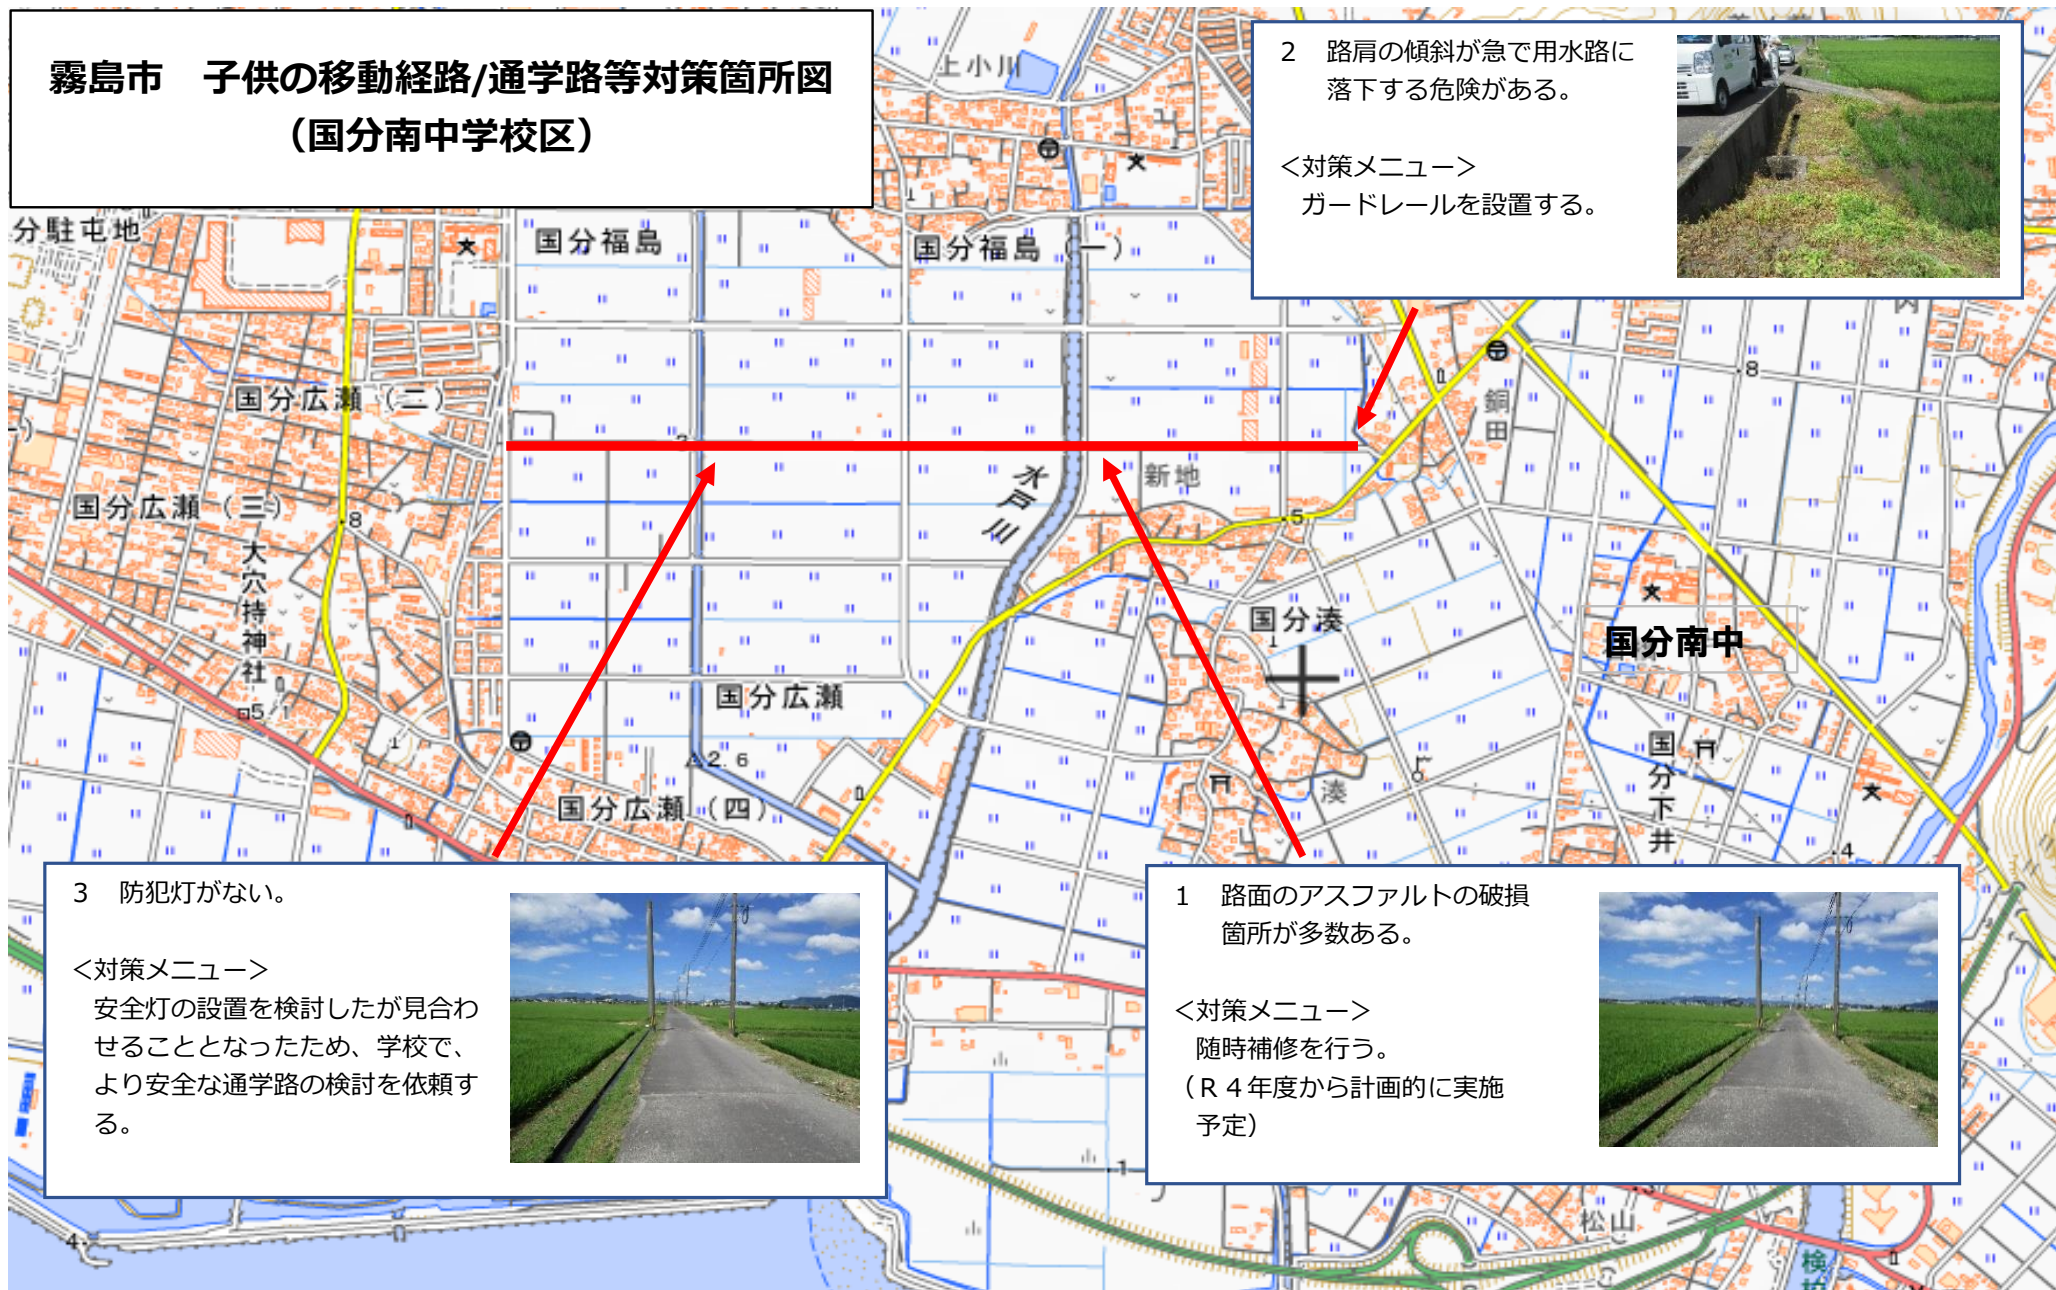 霧島市　子供の移動経路/通学路等対策箇所図
（国分南中学校区）
2　路肩の傾斜が急で用水路に
落下する危険がある。
＜対策メニュー＞
ガードレールを設置する。
上小川
分駐屯地
国分福島
国分福島（一）
国分広瀬（二）
銅田
国分広瀬（三）
水戸川
新地
大穴持神社
国分湊
国分南中
国分広瀬
2.6
国分広瀬（四）
湊
国分下井
3　防犯灯がない。
＜対策メニュー＞
安全灯の設置を検討したが見合わ
せることとなったため、学校で、
より安全な通学路の検討を依頼す
る。
1　路面のアスファルトの破損
箇所が多数ある。
＜対策メニュー＞
随時補修を行う。
（Ｒ４年度から計画的に実施
予定）
松山
検